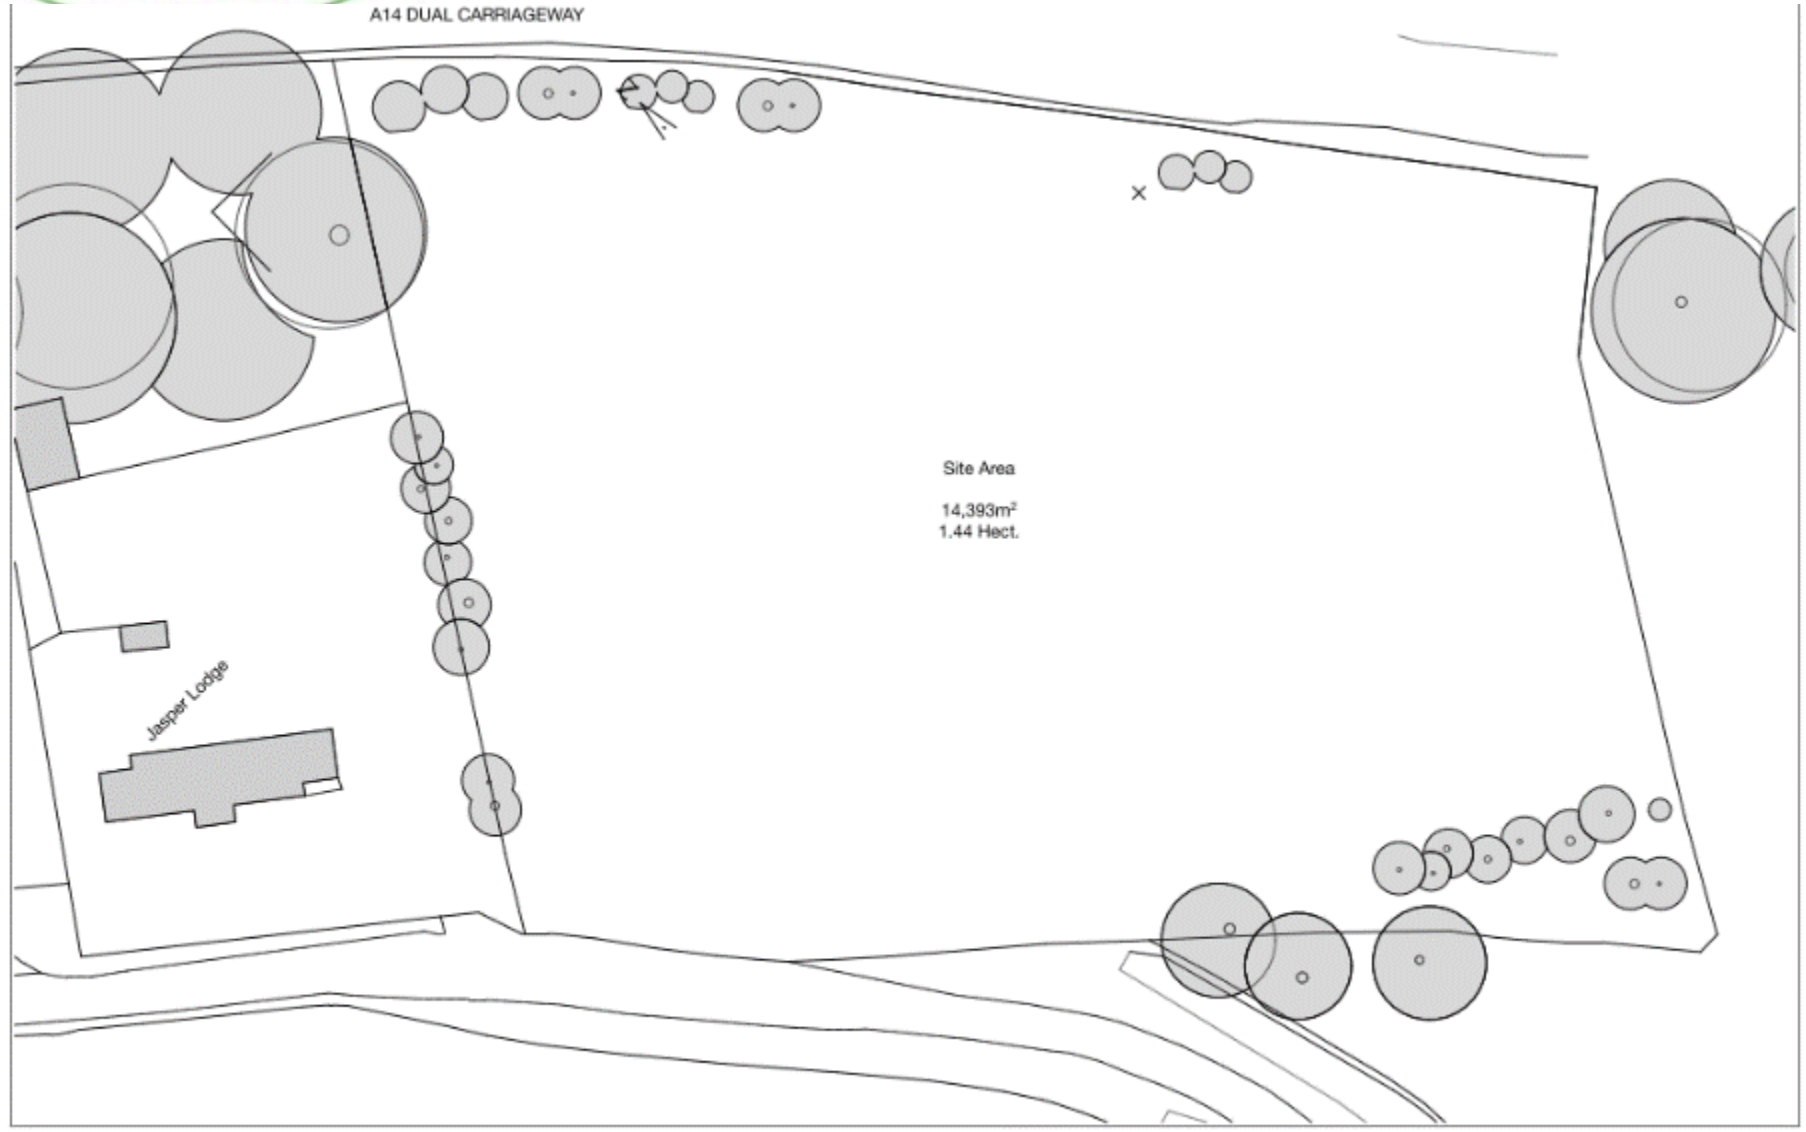 A14 DUAL CARRIAGEWAY
Site Area
14,393m²
1.44 Hect.
Jasper Lodge